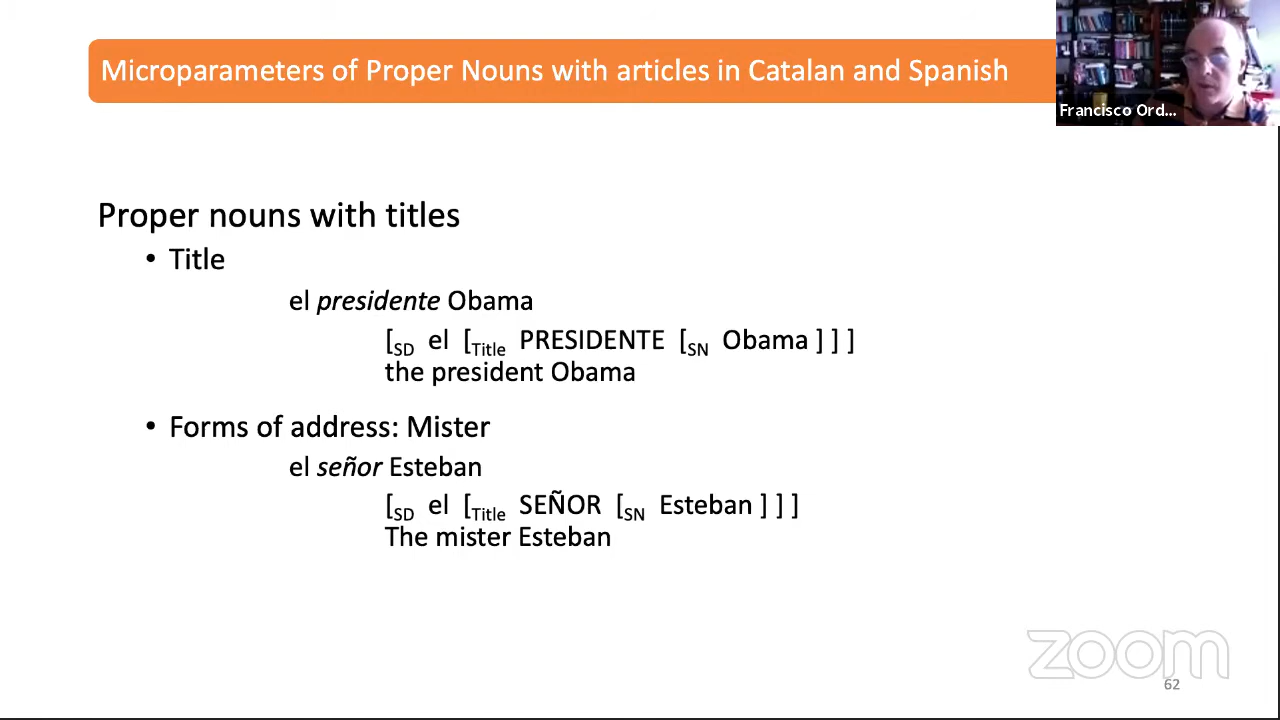 Microparameters of Proper Nouns with articles in Catalan and Spanish
Francisco Ord...
Proper nouns with titles
• Title
el presidente Obama
[SD el [Title PRESIDENTE [SN Obama ] ] ]
the president Obama
• Forms of address: Mister
el señor Esteban
[SD el [Title SEÑOR [SN Esteban ] ] ]
The mister Esteban
zoom
62